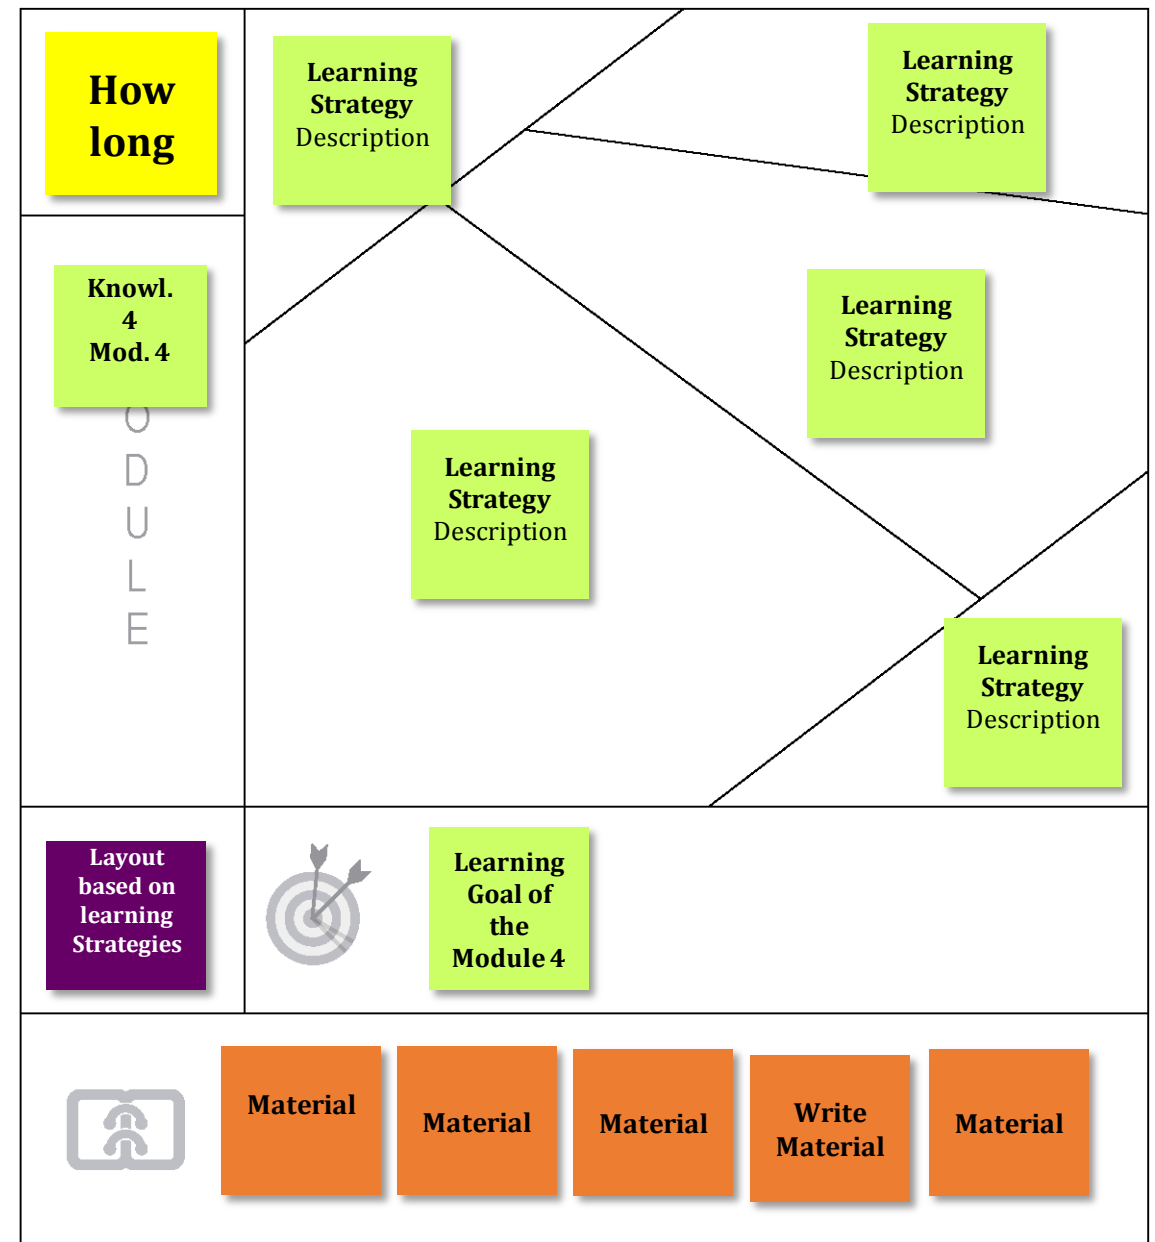 How
long
Learning
Strategy
Description
Learning
Strategy
Description
Knowl.
4
Mod. 4
O
D
U
L
E
Learning
Strategy
Description
Learning
Strategy
Description
Learning
Strategy
Description
Layout
based on
learning
Strategies
Learning
Goal of
the
Module 4
Material
Material
Material
Write
Material
Material